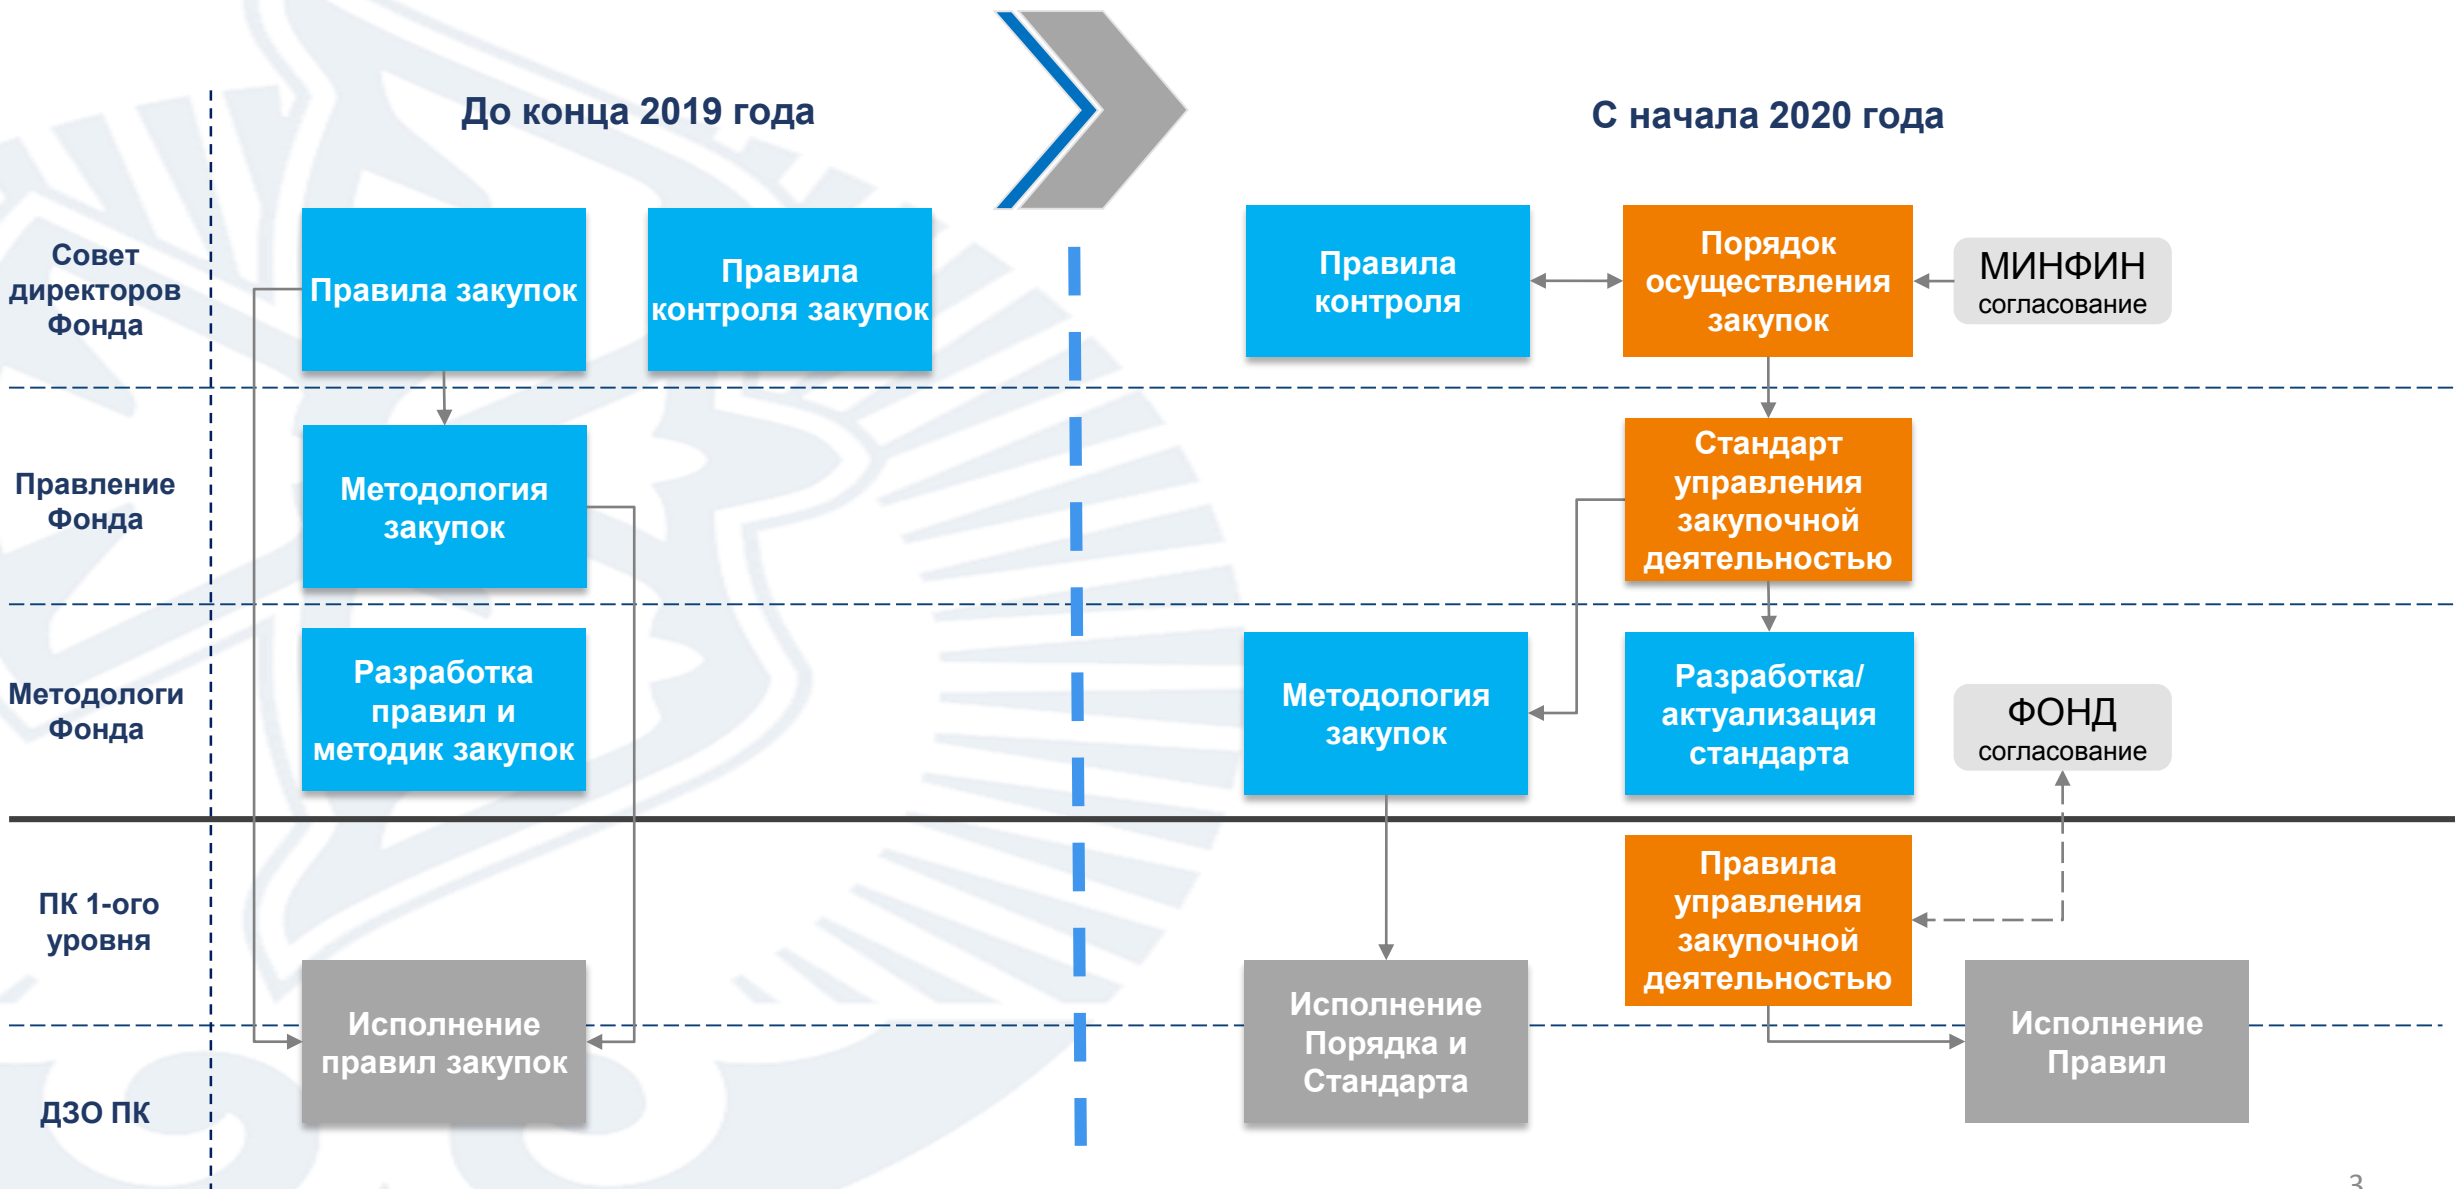 До конца 2019 года
С начала 2020 года
Совет
директоров
Фонда
Правила закупок
Правила
контроля закупок
Правила
контроля
Порядок
осуществления
закупок
МИНФИН
согласование
Правление
Фонда
Методология
закупок
Стандарт
управления
закупочной
деятельностью
Методологи
Фонда
Разработка
правил и
методик закупок
Методология
закупок
Разработка/
актуализация
стандарта
ФОНД
согласование
ПК 1-ого
уровня
Правила
управления
закупочной
деятельностью
Исполнение
правил закупок
Исполнение
Порядка и
Стандарта
Исполнение
Правил
ДЗО ПК
3